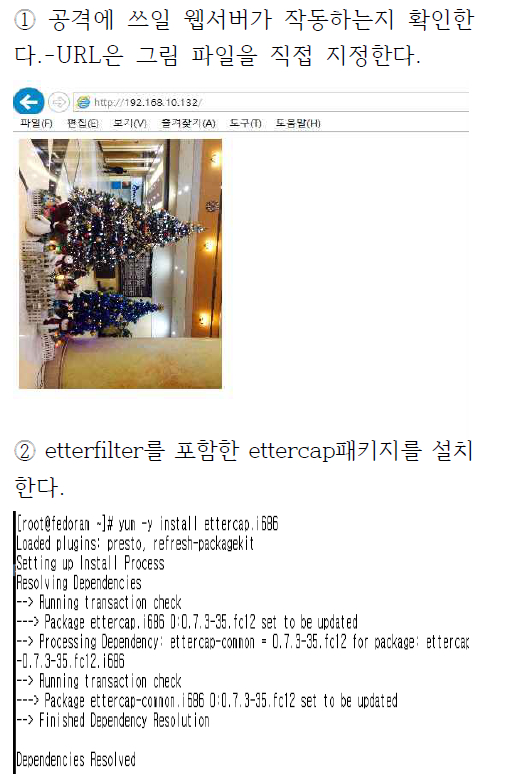 ① 공격에 쓰일 웹서버가 작동하는지 확인한
다.-URL은 그림 파일을 직접 지정한다.
http://192.168.10.132/
파일(F) 편집(E) 보기(V) 즐겨찾기(A) 도구(T) 도움말(H)
② etterfilter를 포함한 ettercap패키지를 설치
한다.
[root@fedoran ~]# yum -y install ettercap.i686
Loaded plugins: presto, refresh-packagekit
Setting up Install Process
Resolving Dependencies
--> Running transaction check
---> Package ettercap.i686 0:0.7.3-35.fc12 set to be updated
--> Processing Dependency: ettercap-common = 0.7.3-35.fc12 for package: ettercap
-0.7.3-35.fc12.i686
--> Running transaction check
---> Package ettercap-common.i686 0:0.7.3-35.fc12 set to be updated
--> Finished Dependency Resolution
Dependencies Resolved